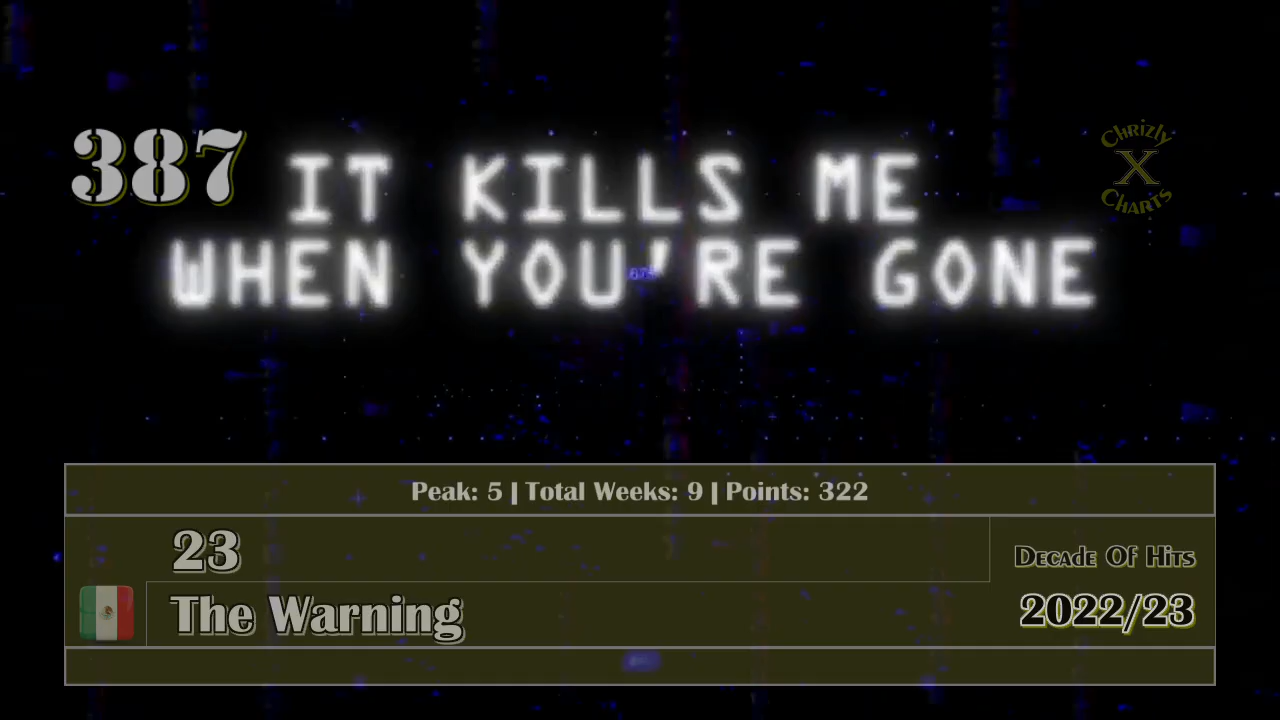 387
IT KILLS ME
WHEN YOU'RE GONE
Chrizly
X
Charts
Peak: 5 | Total Weeks: 9 | Points: 322
23
Decade Of Hits
The Warning
2022/23